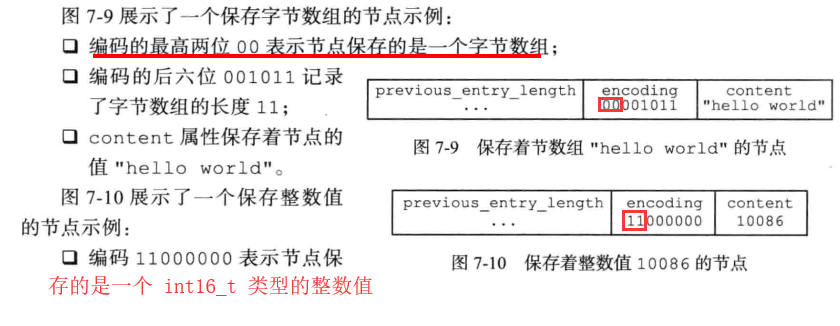 图 7-9 展示了一个保存字节数组的节点示例：
❑ 编码的最高两位 00 表示节点保存的是一个字节数组；
❑ 编码的后六位 001011 记录
了字节数组的长度 11；
❑ content 属性保存着节点的
值 "hello world"。
previous_entry_length encoding content
... 00001011 "hello world"
图 7-9 保存着节数组 "hello world" 的节点
图 7-10 展示了一个保存整数值
的节点示例：
❑ 编码 11000000 表示节点保
存的是一个 int16_t 类型的整数值
previous_entry_length encoding content
... 11000000 10086
图 7-10 保存着整数值 10086 的节点